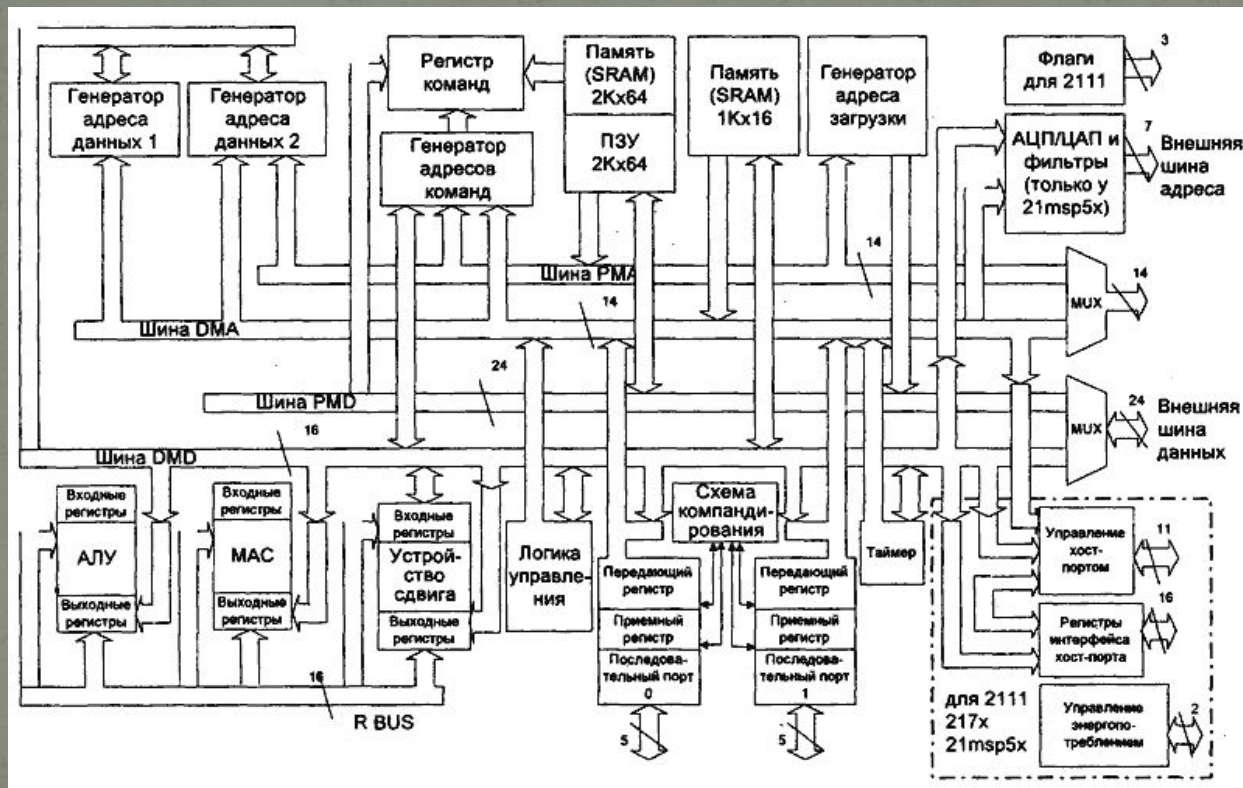 Генератор
адреса
данных 1
Генератор
адреса
данных 2
Регистр
команд
Генератор
адресов
команд
Память
(SRAM)
2Kx64
ПЗУ
2Kx64
Память
(SRAM)
1Kx16
Генератор
адреса
загрузки
Флаги
для 2111
3
АЦП/ЦАП и
фильтры
(только у
21msp5x)
7
Внешняя
шина
адреса
Шина PMA
14
14
MUX
14
Шина DMA
24
Шина PMD
16
MUX
24
Внешняя
шина
данных
Шина DMD
Входные
регистры
АЛУ
Выходные
регистры
Входные
регистры
MAC
Выходные
регистры
Входные
регистры
Устрой-
ство
сдвига
Выходные
регистры
Логика
управле-
ния
Схема
компанди-
рования
Передающий
регистр
Приемный
регистр
Последова-
тельный порт
0
5
Передающий
регистр
Приемный
регистр
Последова-
тельный порт
1
5
Таймер
Управление
хост-
портом
11
Регистры
интерфейса
хост-порта
16
для 2111
217x
21msp5x
Управление
энергопо-
треблением
2
16
R BUS